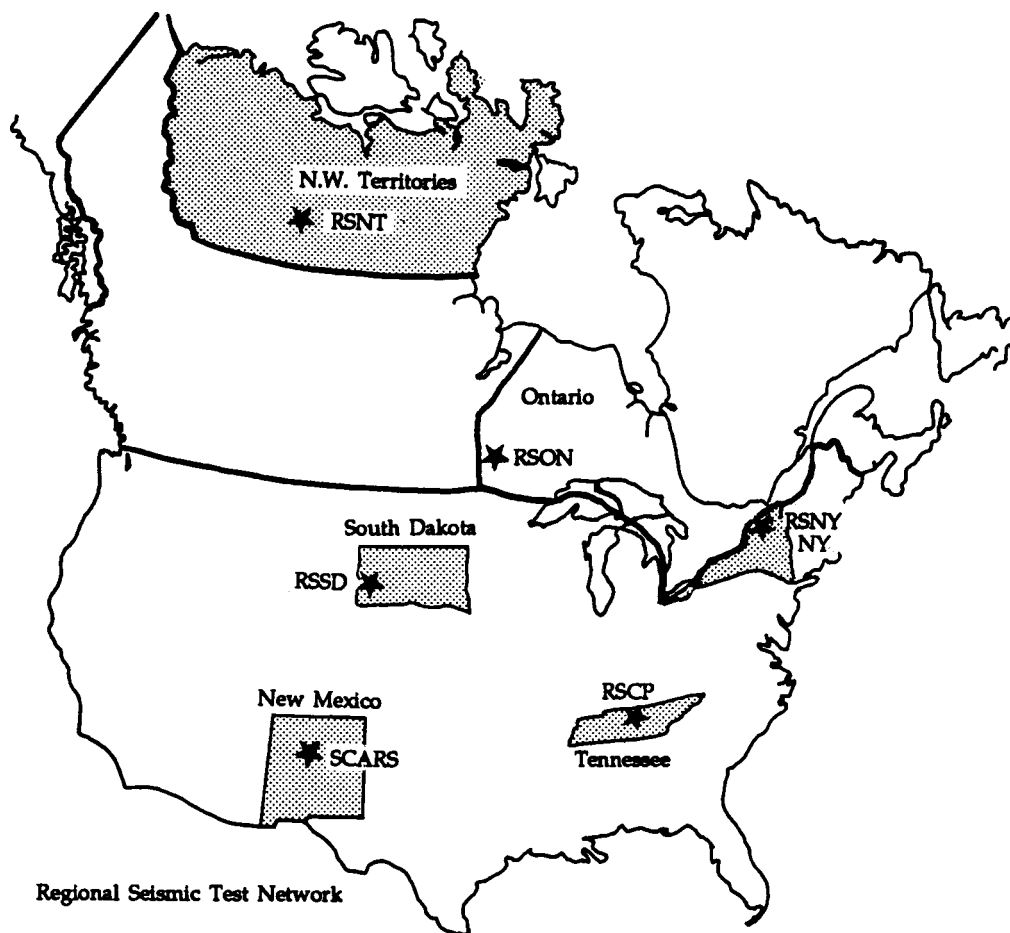 N.W. Territories
RSNT
Ontario
RSON
South Dakota
RSSD
RSNY
NY
New Mexico
SCARS
RSCP
Tennessee
Regional Seismic Test Network